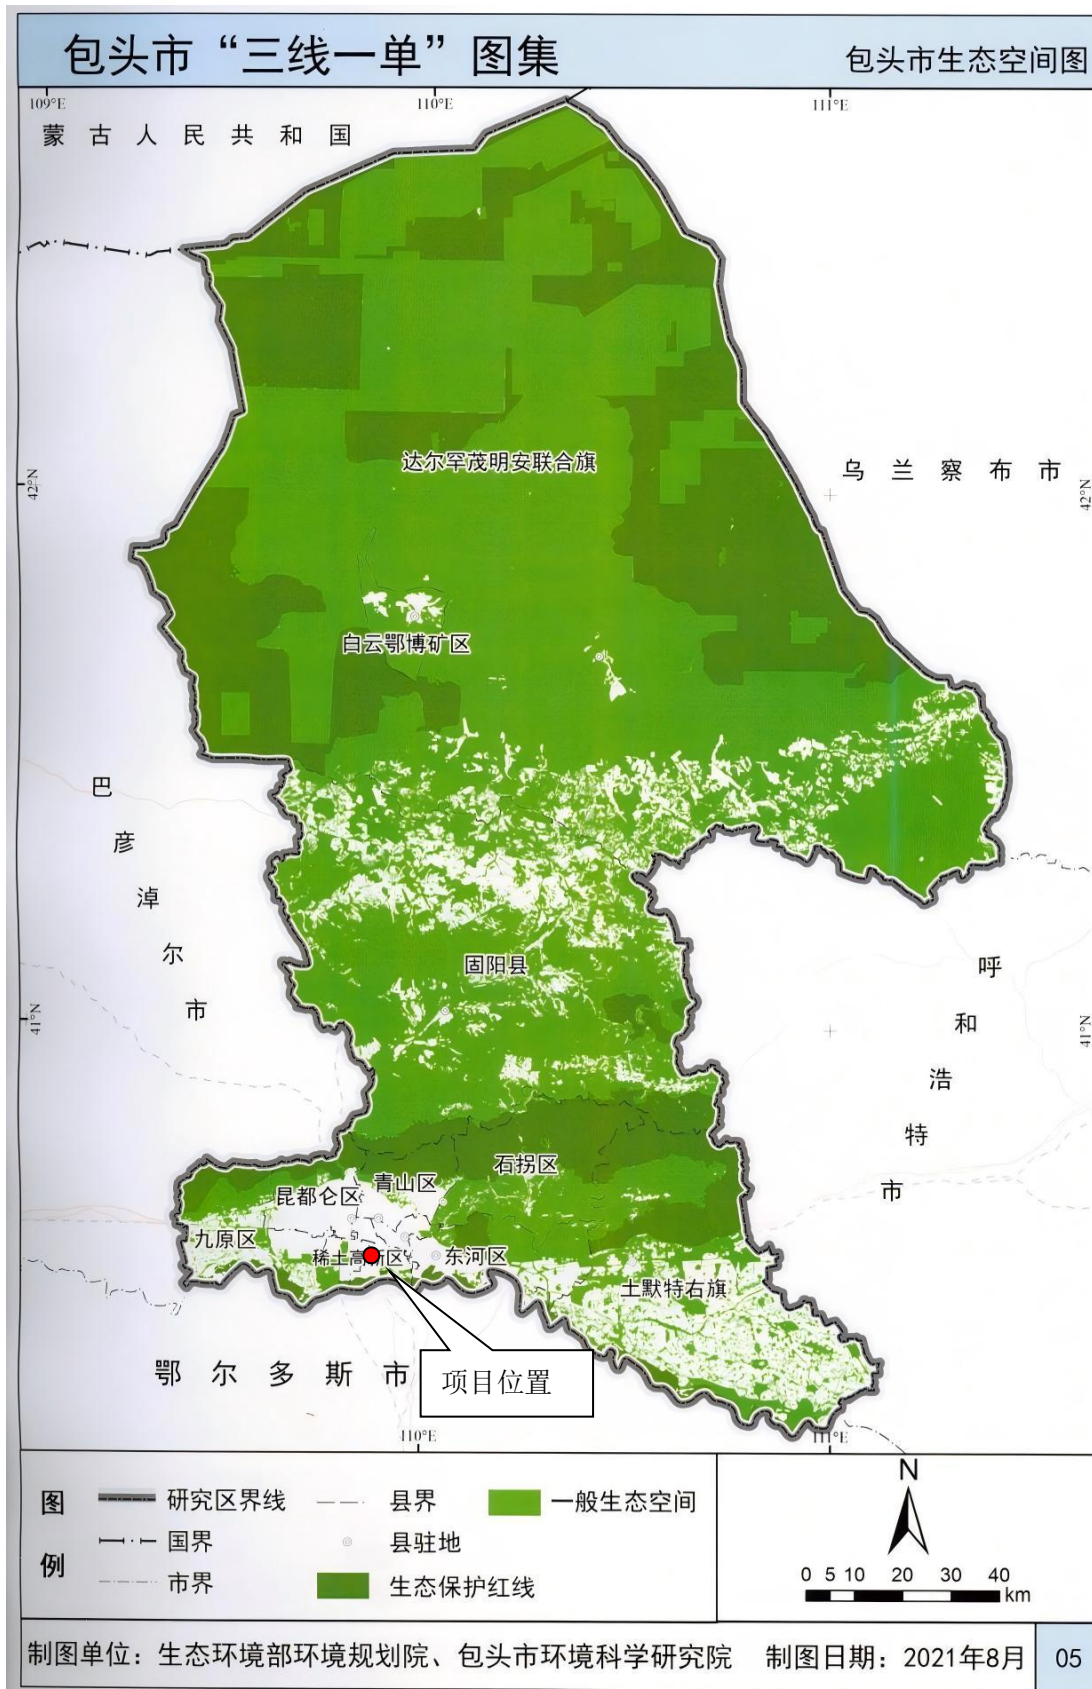 包头市“三线一单”图集
包头市生态空间图
109°E
110°E
111°E
蒙古人民共和国
达尔罕茂明安联合旗
乌兰察布市
42°N
42°N
白云鄂博矿区
巴彦淖尔市
固阳县
呼和浩特市
41°N
41°N
石拐区
青山区
昆都仑区
九原区
稀土高新区
东河区
土默特右旗
鄂尔多斯市
项目位置
110°E
111°E
图例
研究区界线
县界
一般生态空间
国界
县驻地
市界
生态保护红线
N
0 5 10 20 30 40
km
制图单位：生态环境部环境规划院、包头市环境科学研究院 制图日期：2021年8月 05